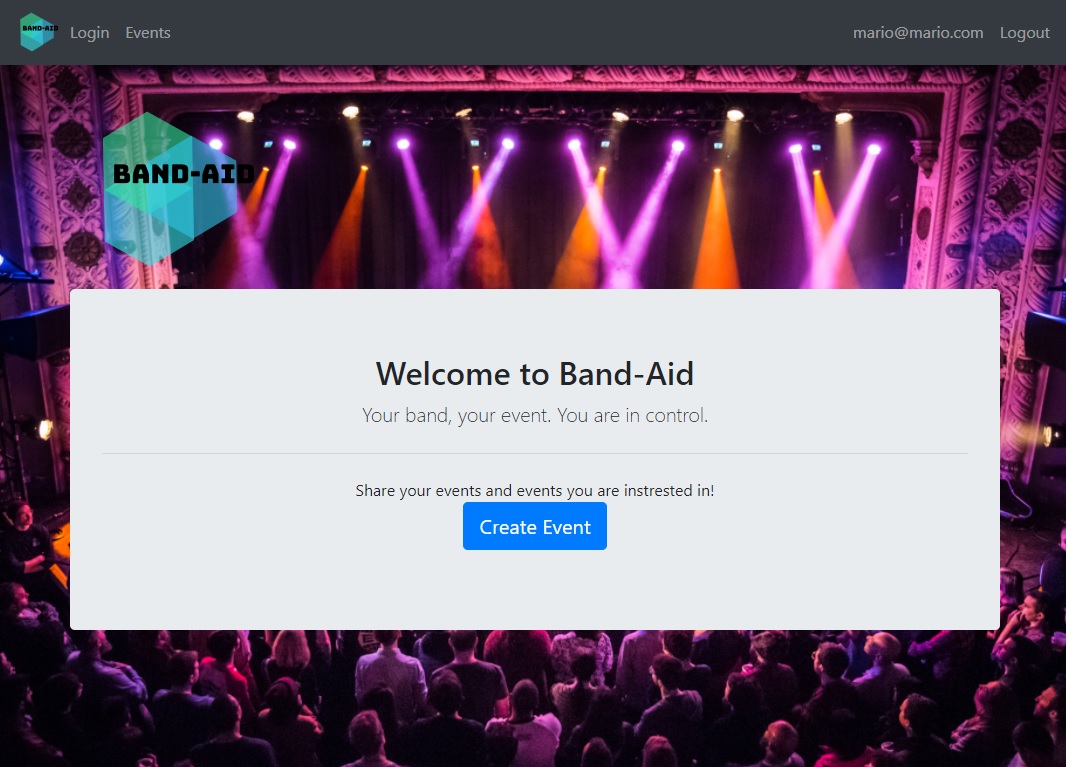 BAND-AID
Login Events mario@mario.com Logout
BAND-AID
Welcome to Band-Aid
Your band, your event. You are in control.
Share your events and events you are instrested in!
Create Event